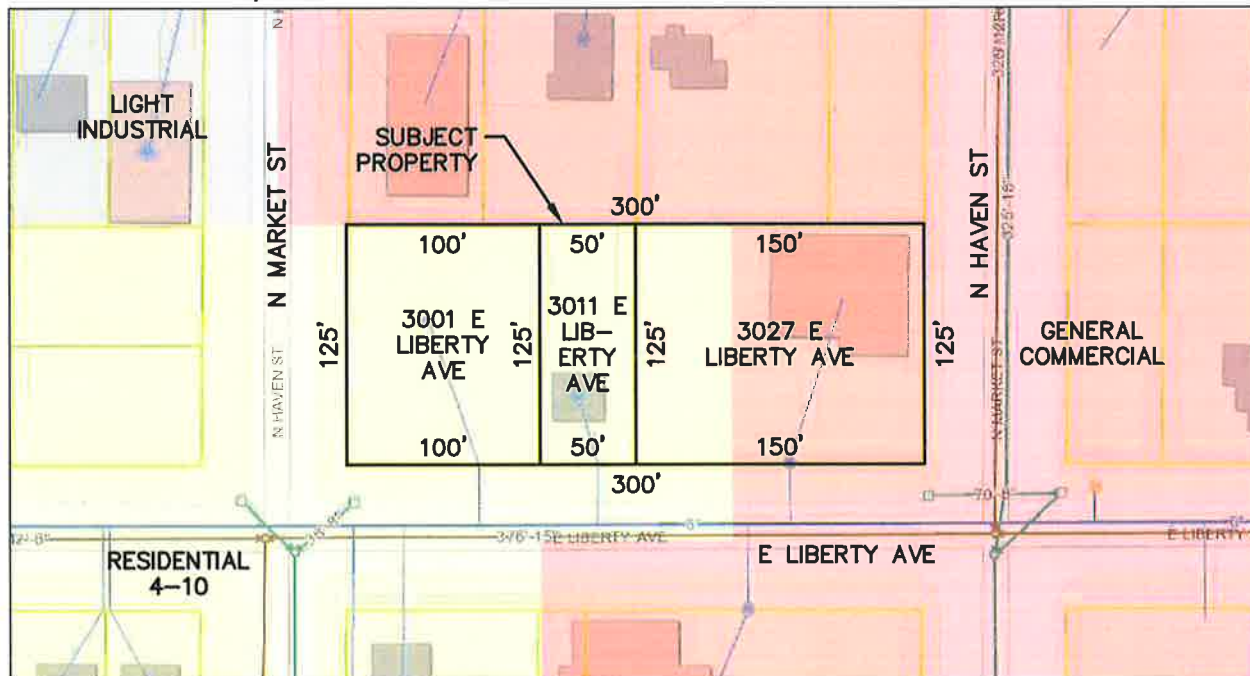 LIGHT
INDUSTRIAL
N MARKET ST
SUBJECT
PROPERTY
300'
100'
50'
150'
125'
3001 E
LIBERTY
AVE
125'
3011 E
LIB-
ERTY
AVE
125'
3027 E
LIBERTY AVE
125'
100'
50'
150'
300'
N HAVEN ST
N HAVEN ST
N MARKET ST
GENERAL
COMMERCIAL
E LIBERTY AVE
E LIBERTY AVE
E LIBERTY
RESIDENTIAL
4-10